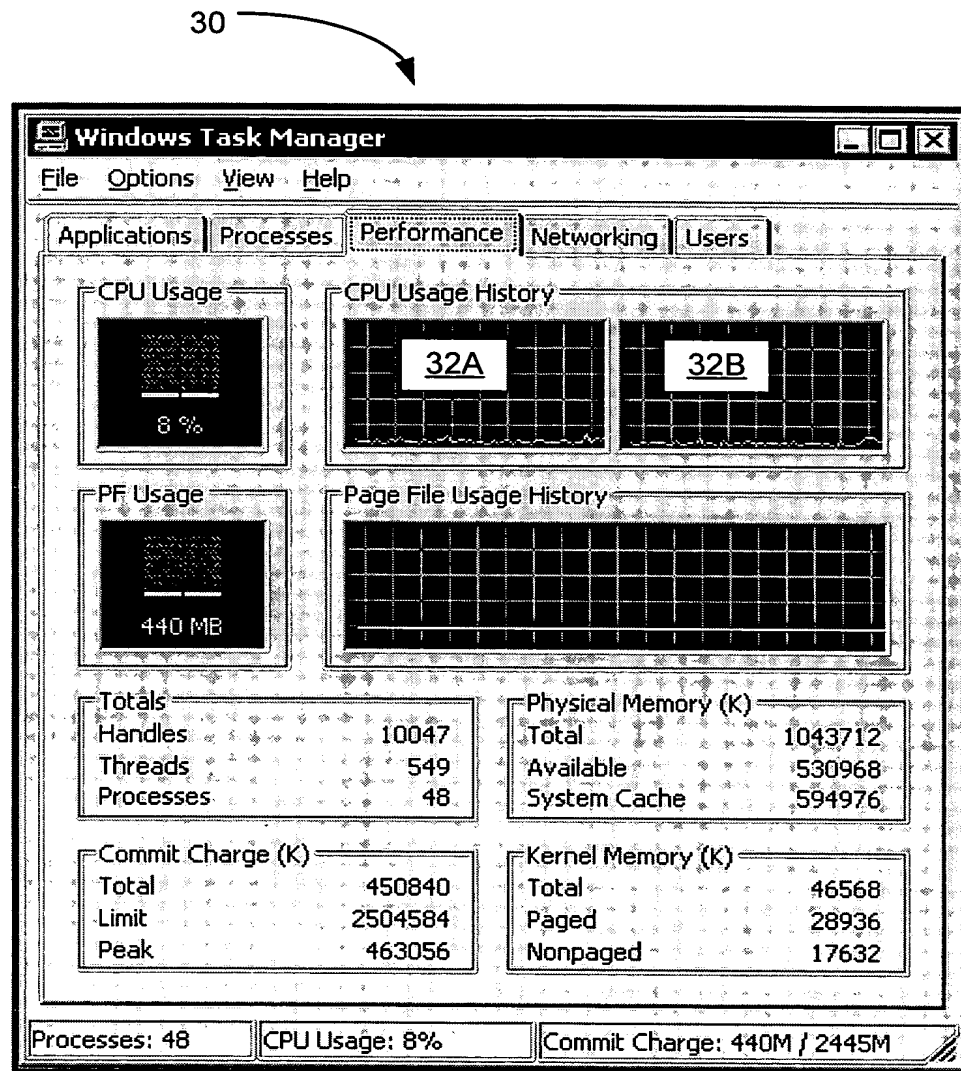 30
Windows Task Manager
File Options View Help
Applications Processes Performance Networking Users
CPU Usage CPU Usage History
32A 32B
8 %
PF Usage Page File Usage History
440 MB
Totals Physical Memory (K)
Handles 10047 Total 1043712
Threads 549 Available 530968
Processes 48 System Cache 594976
Commit Charge (K) Kernel Memory (K)
Total 450840 Total 46568
Limit 2504584 Paged 28936
Peak 463056 Nonpaged 17632
Processes: 48 CPU Usage: 8% Commit Charge: 440M / 2445M